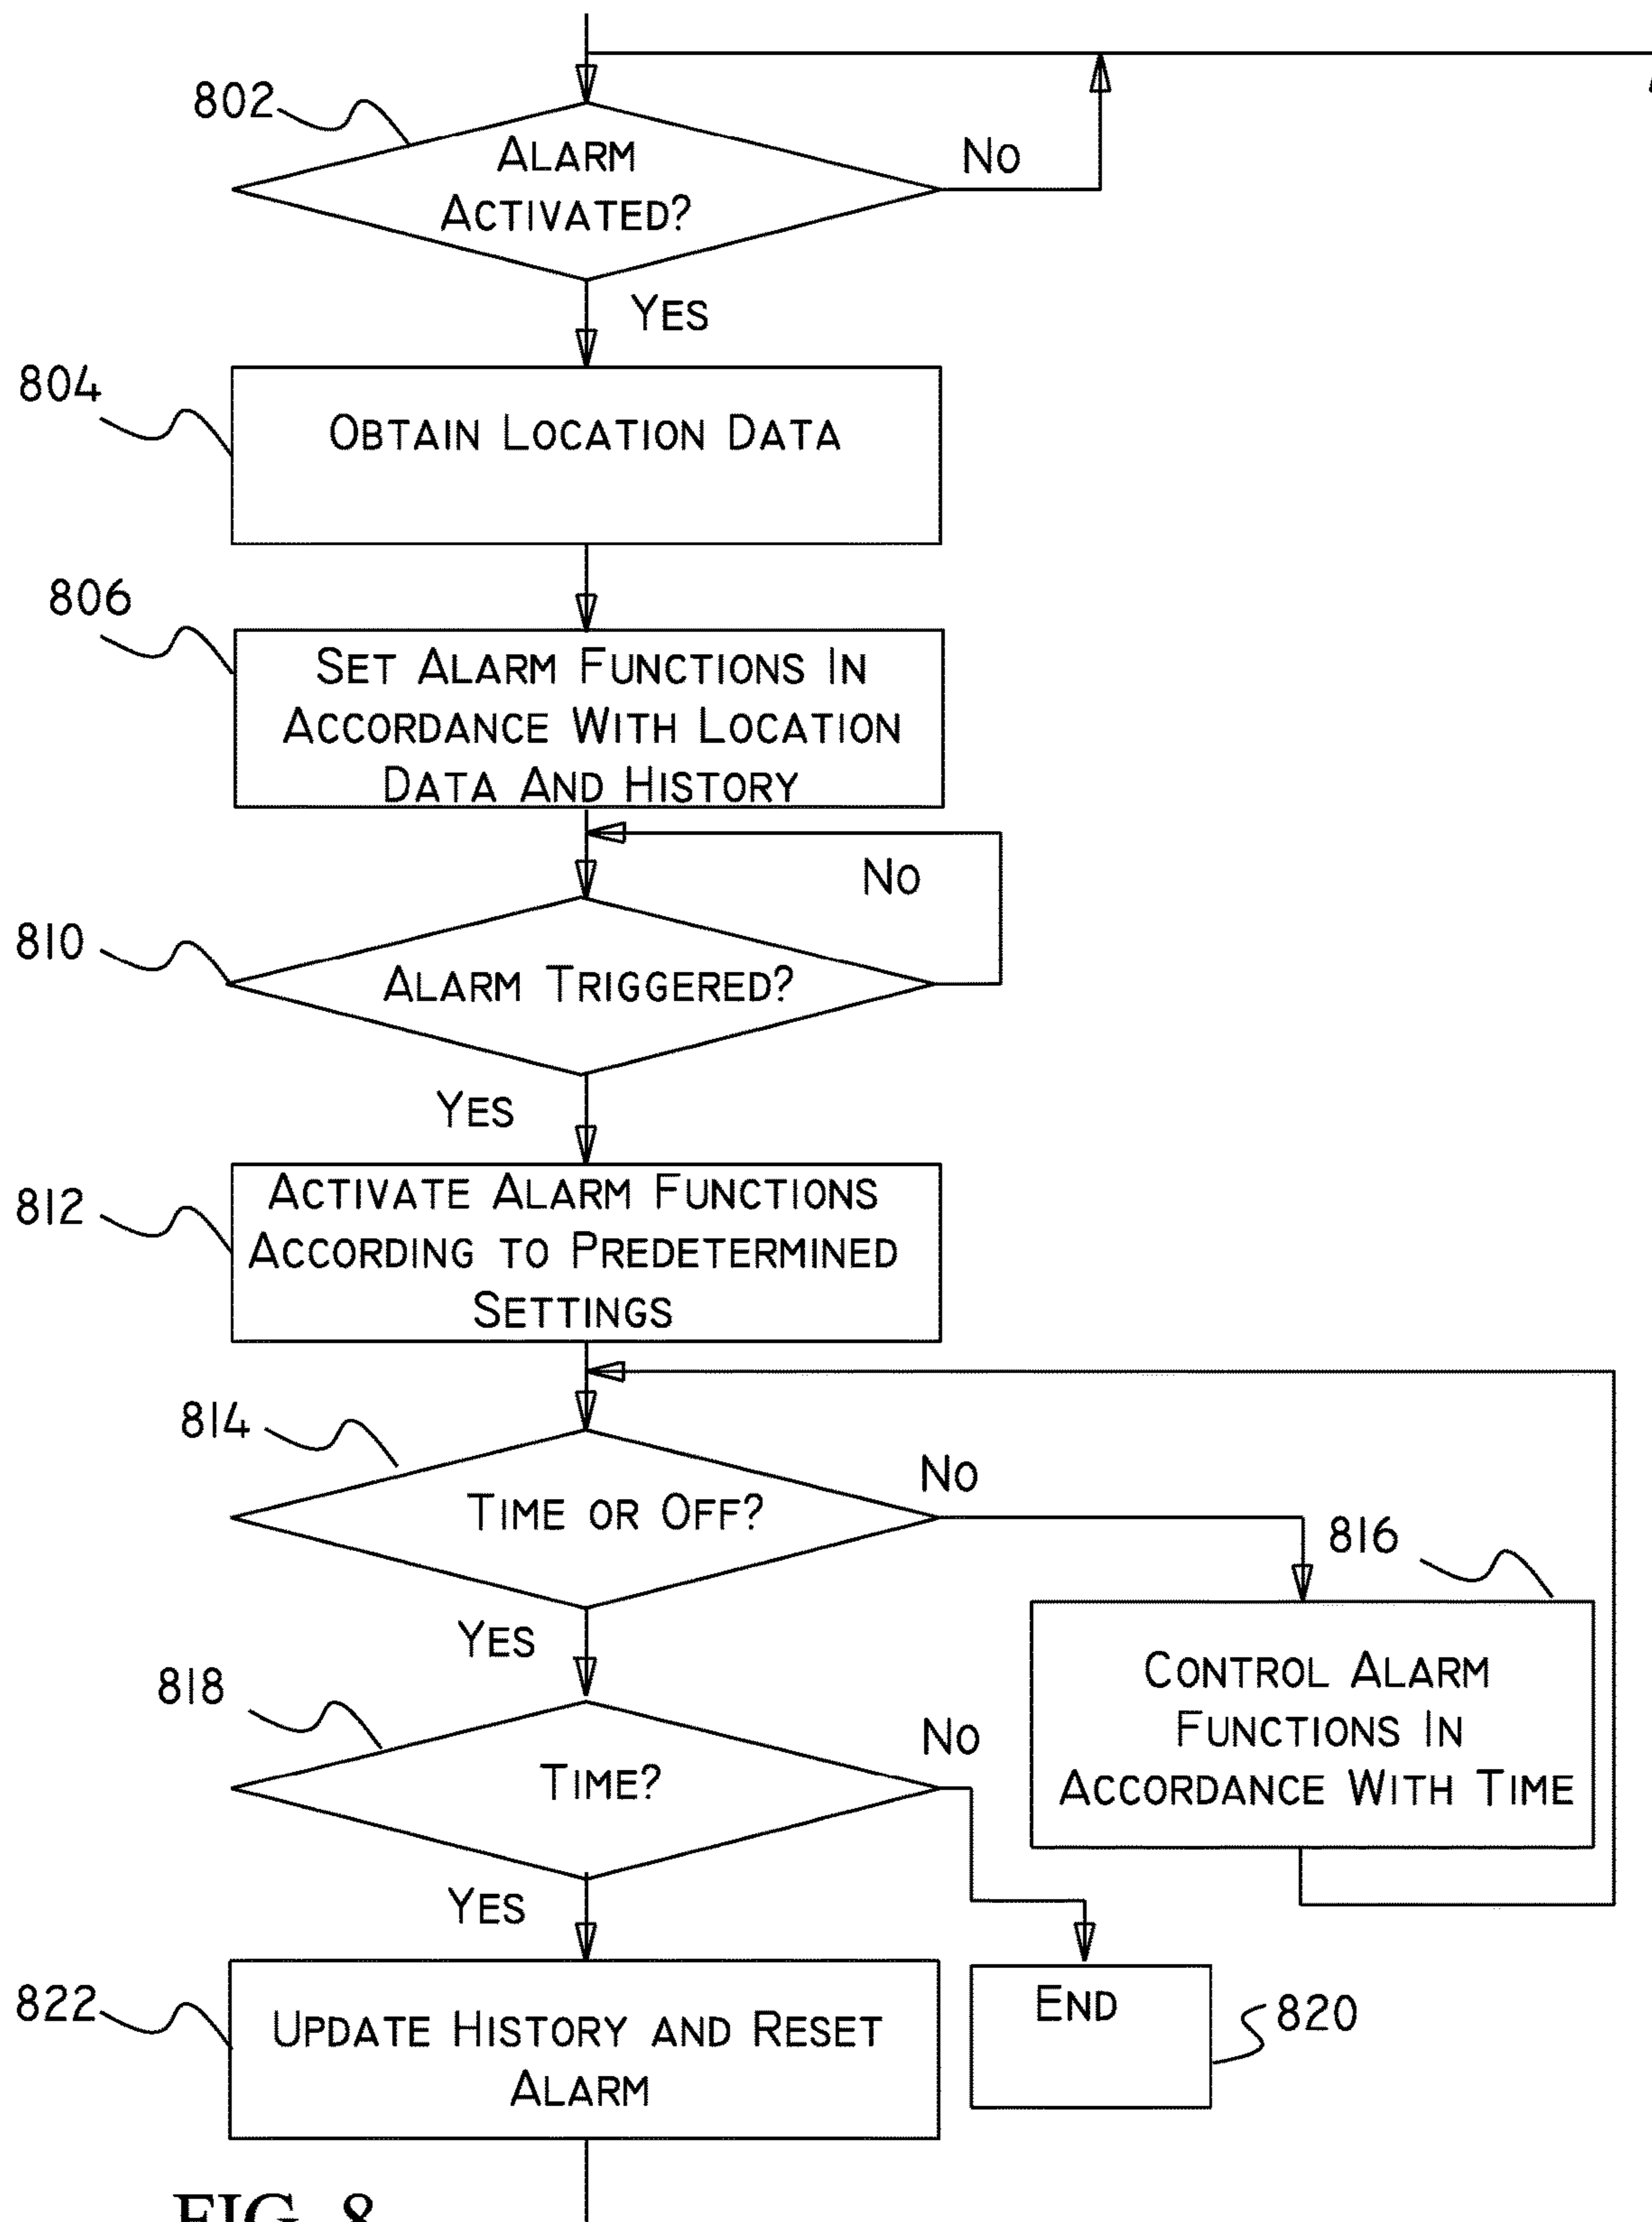 802
ALARM
ACTIVATED?
NO
YES
804
OBTAIN LOCATION DATA
806
SET ALARM FUNCTIONS IN
ACCORDANCE WITH LOCATION
DATA AND HISTORY
NO
810
ALARM TRIGGERED?
YES
812
ACTIVATE ALARM FUNCTIONS
ACCORDING TO PREDETERMINED
SETTINGS
814
TIME OR OFF?
NO
816
YES
CONTROL ALARM
FUNCTIONS IN
ACCORDANCE WITH TIME
818
TIME?
NO
YES
822
UPDATE HISTORY AND RESET
ALARM
END
820
FIG. 8